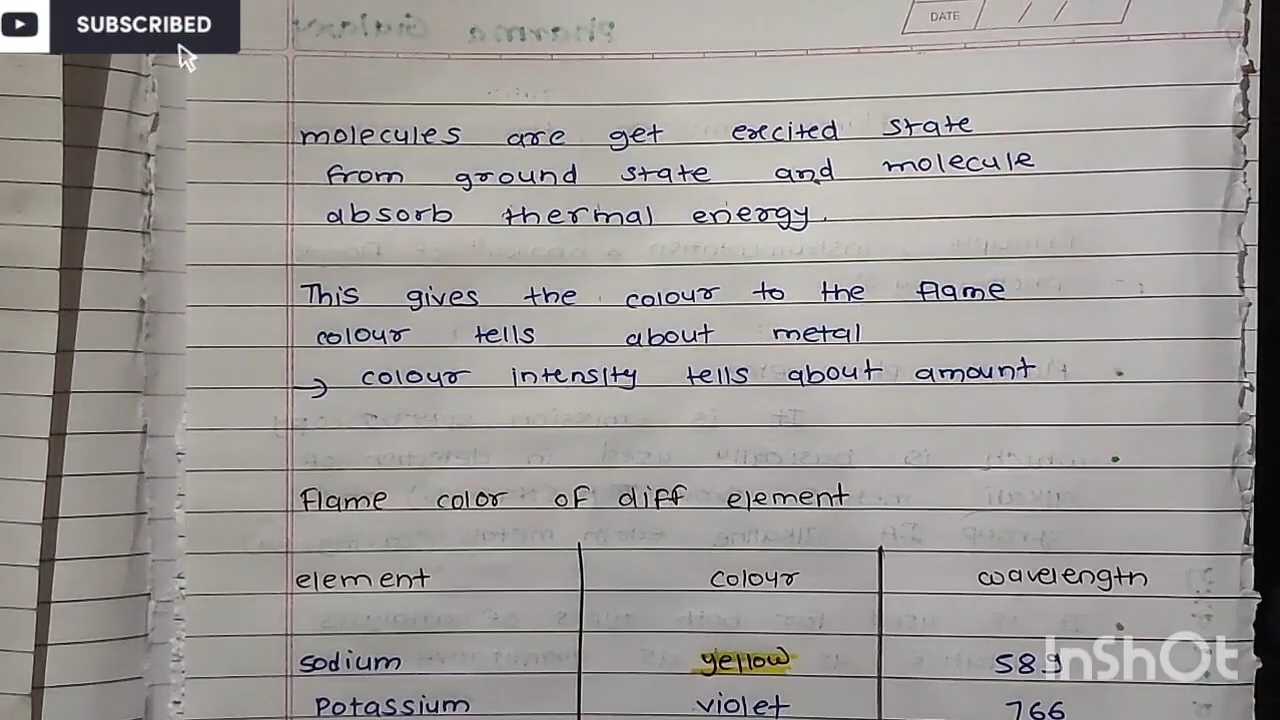 SUBSCRIBED
DATE / /
molecules are get excited state
from ground state and molecule
absorb thermal energy.
This gives the colour to the flame
colour tells about metal
→ colour intensity tells about amount
Flame color of diff element
element colour wavelength
sodium yellow 589
Potassium violet 766
InShOt